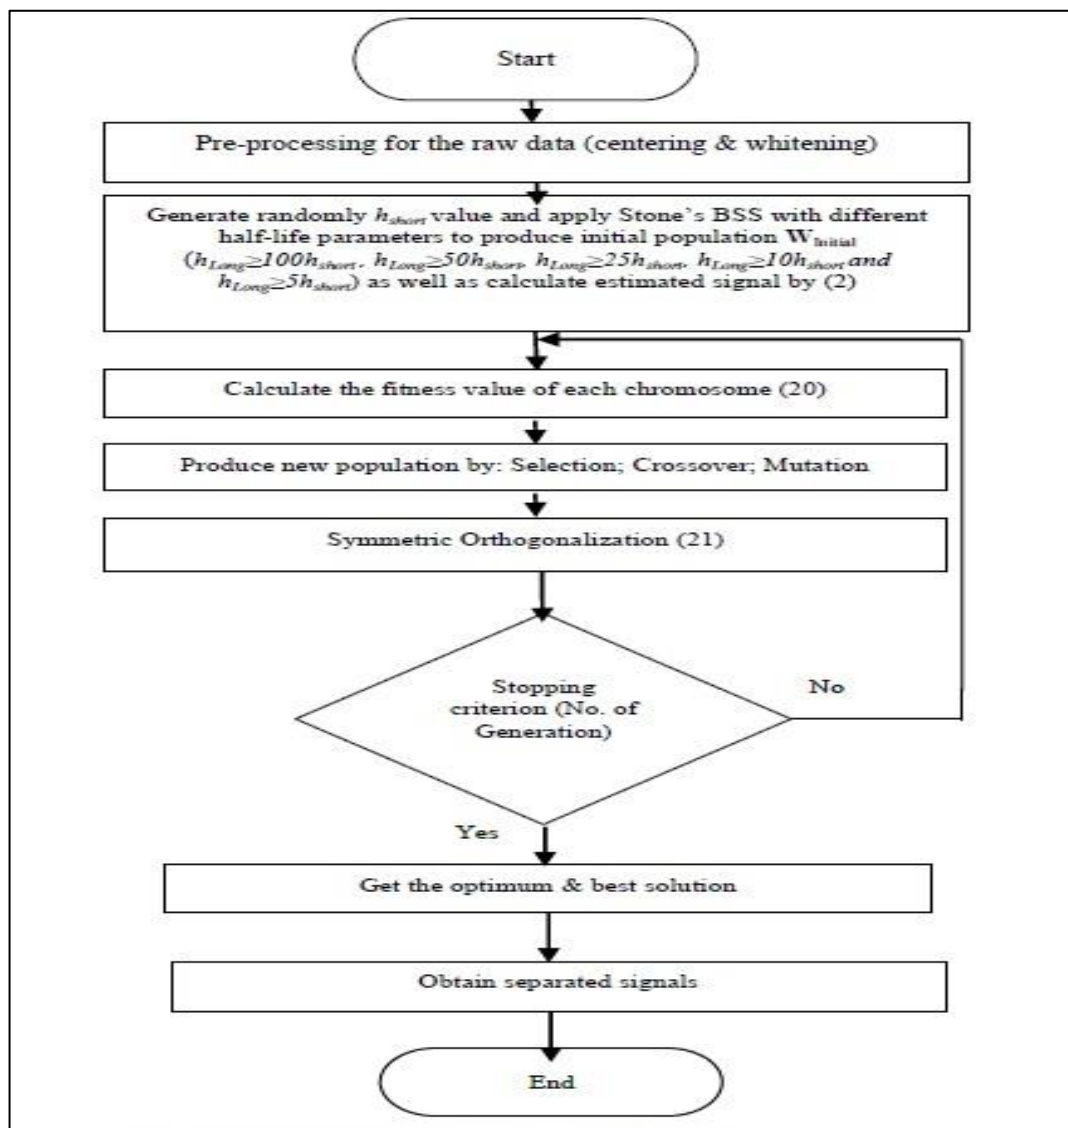 Start
Pre-processing for the raw data (centering & whitening)
Generate randomly h_short value and apply Stone's BSS with different
half-life parameters to produce initial population W_Initial
(h_Long≥100h_short, h_Long≥50h_short, h_Long≥25h_short, h_Long≥10h_short and
h_Long≥5h_short) as well as calculate estimated signal by (2)
Calculate the fitness value of each chromosome (20)
Produce new population by: Selection; Crossover; Mutation
Symmetric Orthogonalization (21)
Stopping
criterion (No. of
Generation)
No
Yes
Get the optimum & best solution
Obtain separated signals
End